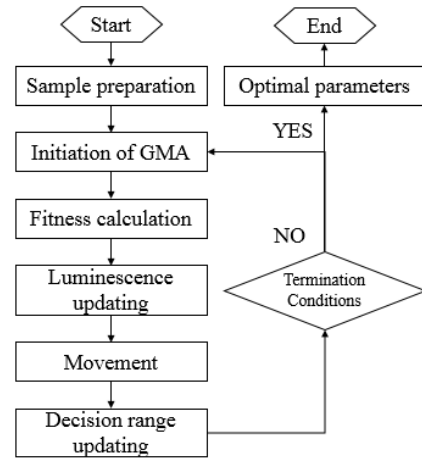 Start
Sample preparation
Initiation of GMA
Fitness calculation
Luminescence
updating
Movement
Decision range
updating
End
Optimal parameters
YES
NO
Termination
Conditions